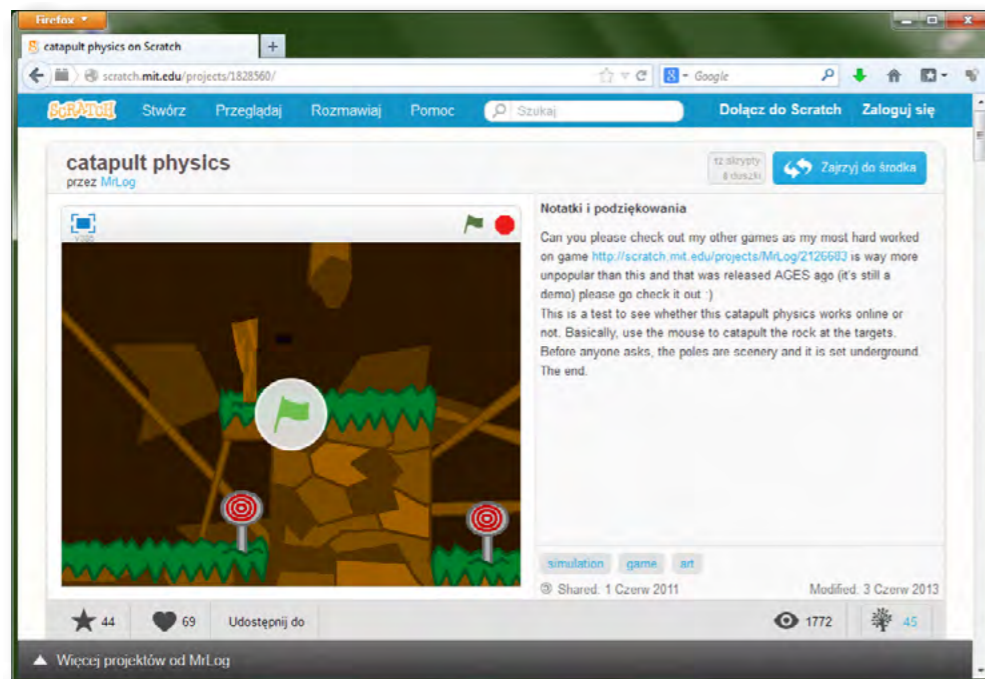 Firefox
catapult physics on Scratch
scratch.mit.edu/projects/1828560/
Google
SCRATCH
Stwórz
Przeglądaj
Rozmawiaj
Pomoc
Szukaj
Dołącz do Scratch
Zaloguj się
catapult physics
przez MrLog
12 skrypty
8 duszki
Zajrzyj do środka
Notatki i podziękowania
Can you please check out my other games as my most hard worked
on game http://scratch.mit.edu/projects/MrLog/2126683 is way more
unpopular than this and that was released AGES ago (it's still a
demo) please go check it out :)
This is a test to see whether this catapult physics works online or
not. Basically, use the mouse to catapult the rock at the targets.
Before anyone asks, the poles are scenery and it is set underground.
The end.
simulation game art
Shared: 1 Czerw 2011
Modified: 3 Czerw 2013
44
69
Udostępnij do
1772
45
Więcej projektów od MrLog